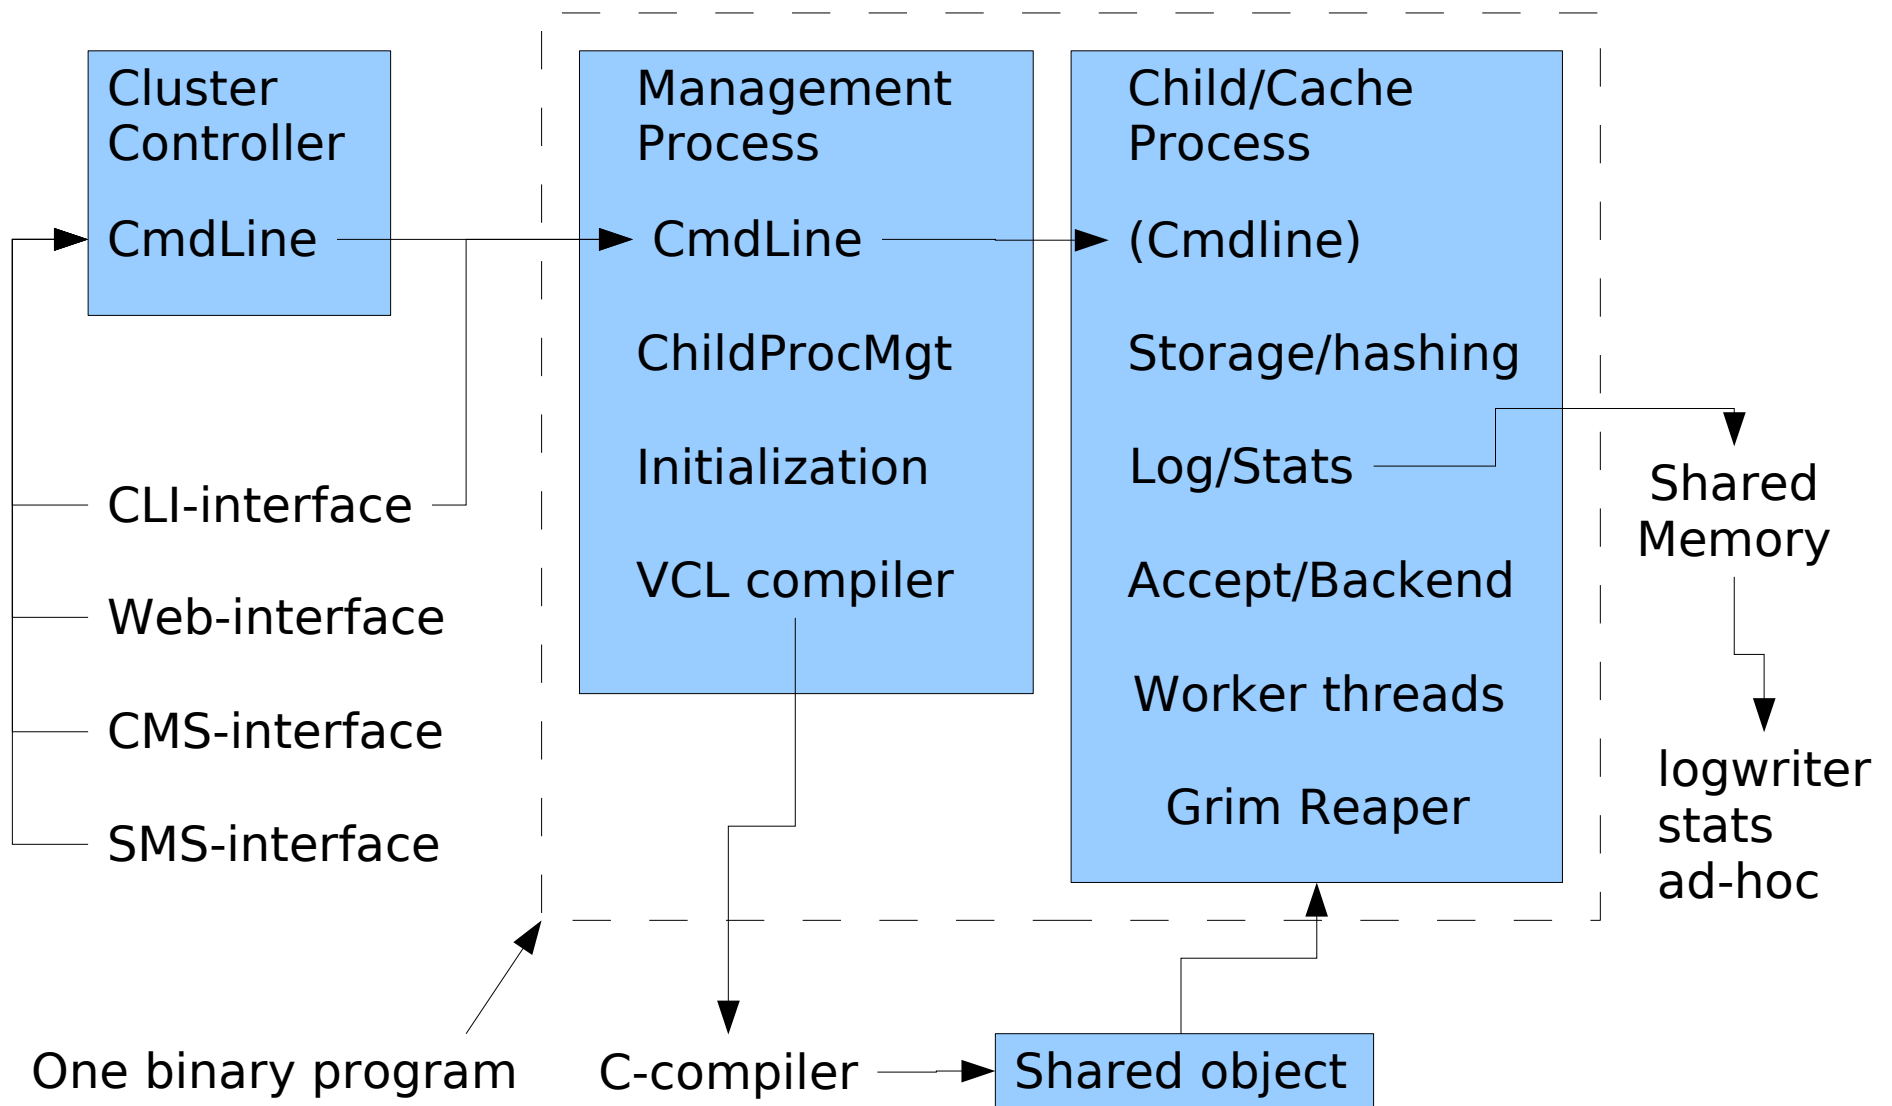 Cluster
Controller
CmdLine
CLI-interface
Web-interface
CMS-interface
SMS-interface
One binary program
Management
Process
CmdLine
ChildProcMgt
Initialization
VCL compiler
C-compiler
Shared object
Child/Cache
Process
(Cmdline)
Storage/hashing
Log/Stats
Accept/Backend
Worker threads
Grim Reaper
Shared
Memory
logwriter
stats
ad-hoc